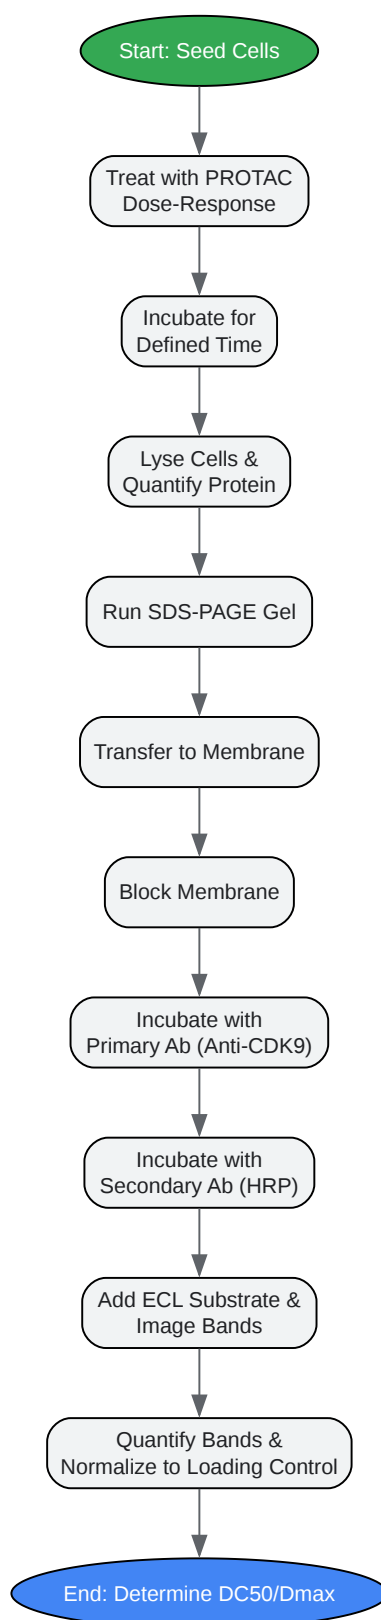 Start: Seed Cells
Treat with PROTAC
Dose-Response
Incubate for
Defined Time
Lyse Cells &
Quantify Protein
Run SDS-PAGE Gel
Transfer to Membrane
Block Membrane
Incubate with
Primary Ab (Anti-CDK9)
Incubate with
Secondary Ab (HRP)
Add ECL Substrate &
Image Bands
Quantify Bands &
Normalize to Loading Control
End: Determine DC50/Dmax